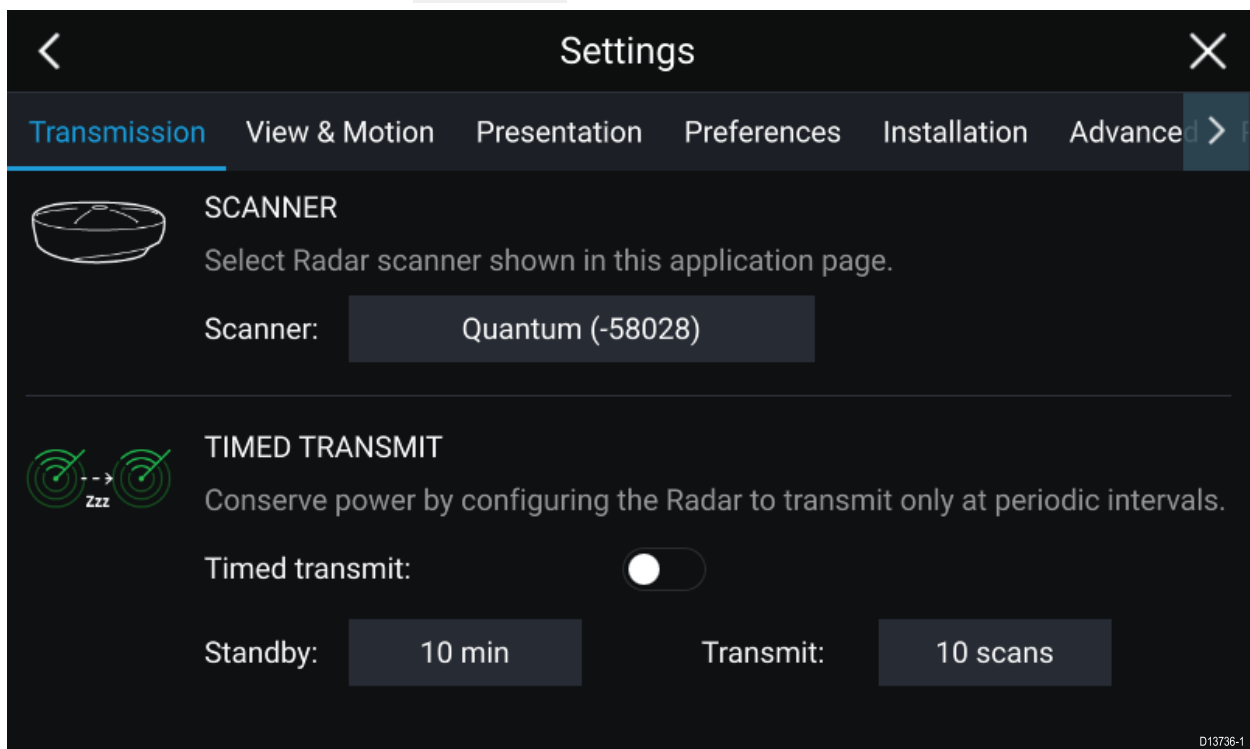 Settings
Transmission View & Motion Presentation Preferences Installation Advanced
SCANNER
Select Radar scanner shown in this application page.
Scanner: Quantum (-58028)
TIMED TRANSMIT
Conserve power by configuring the Radar to transmit only at periodic intervals.
Zzz
Timed transmit:
Standby: 10 min Transmit: 10 scans
D13736-1